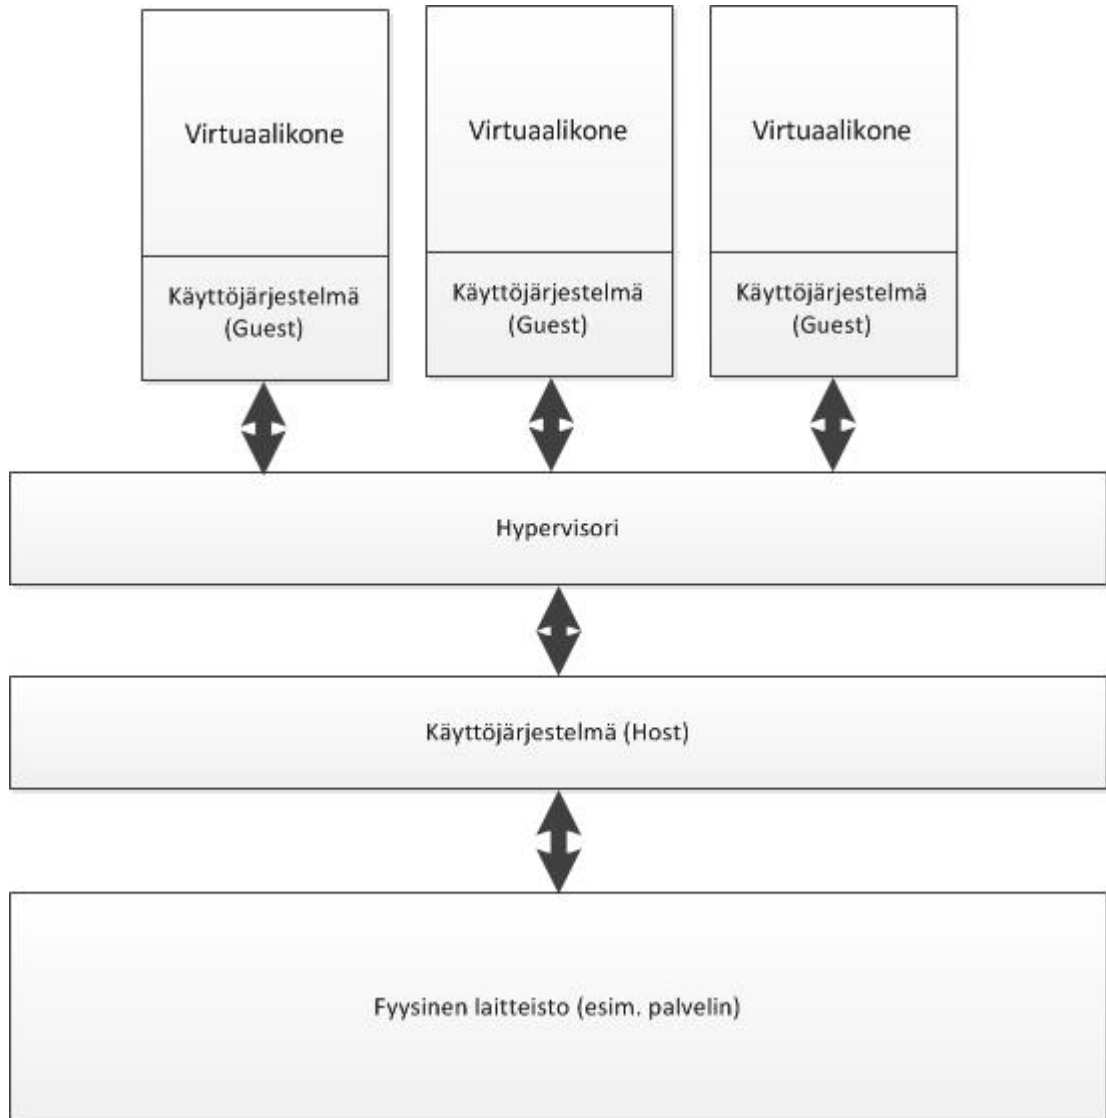 Virtuaalikone
Virtuaalikone
Virtuaalikone
Käyttöjärjestelmä
(Guest)
Käyttöjärjestelmä
(Guest)
Käyttöjärjestelmä
(Guest)
Hypervisori
Käyttöjärjestelmä (Host)
Fyysinen laitteisto (esim. palvelin)